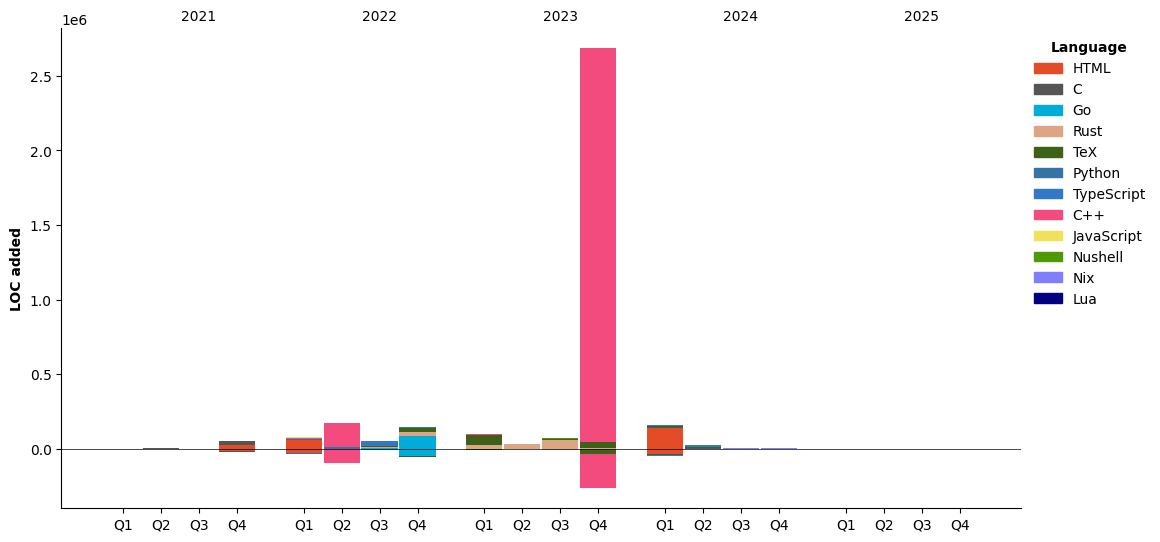 1e6
2021 2022 2023 2024 2025
LOC added
2.5
2.0
1.5
1.0
0.5
0.0
Q1 Q2 Q3 Q4 Q1 Q2 Q3 Q4 Q1 Q2 Q3 Q4 Q1 Q2 Q3 Q4 Q1 Q2 Q3 Q4
Language
HTML
C
Go
Rust
TeX
Python
TypeScript
C++
JavaScript
Nushell
Nix
Lua